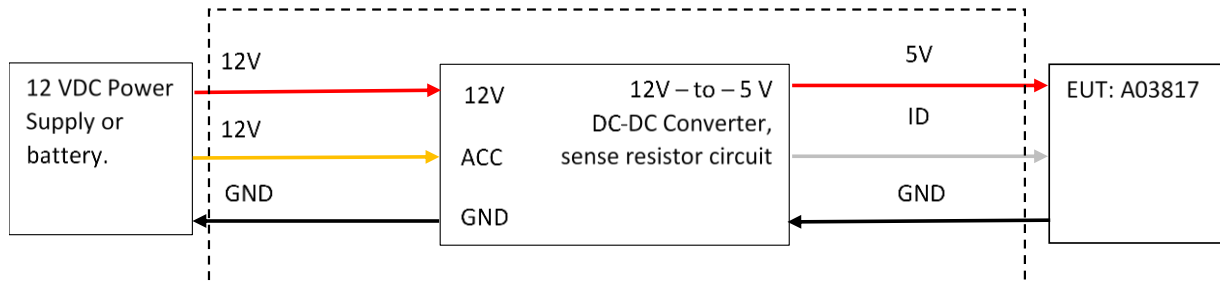 12V
5V
12 VDC Power
Supply or
battery.
12V
12V – to – 5 V
DC-DC Converter,
sense resistor circuit
EUT: A03817
ID
12V
ACC
GND
GND
GND